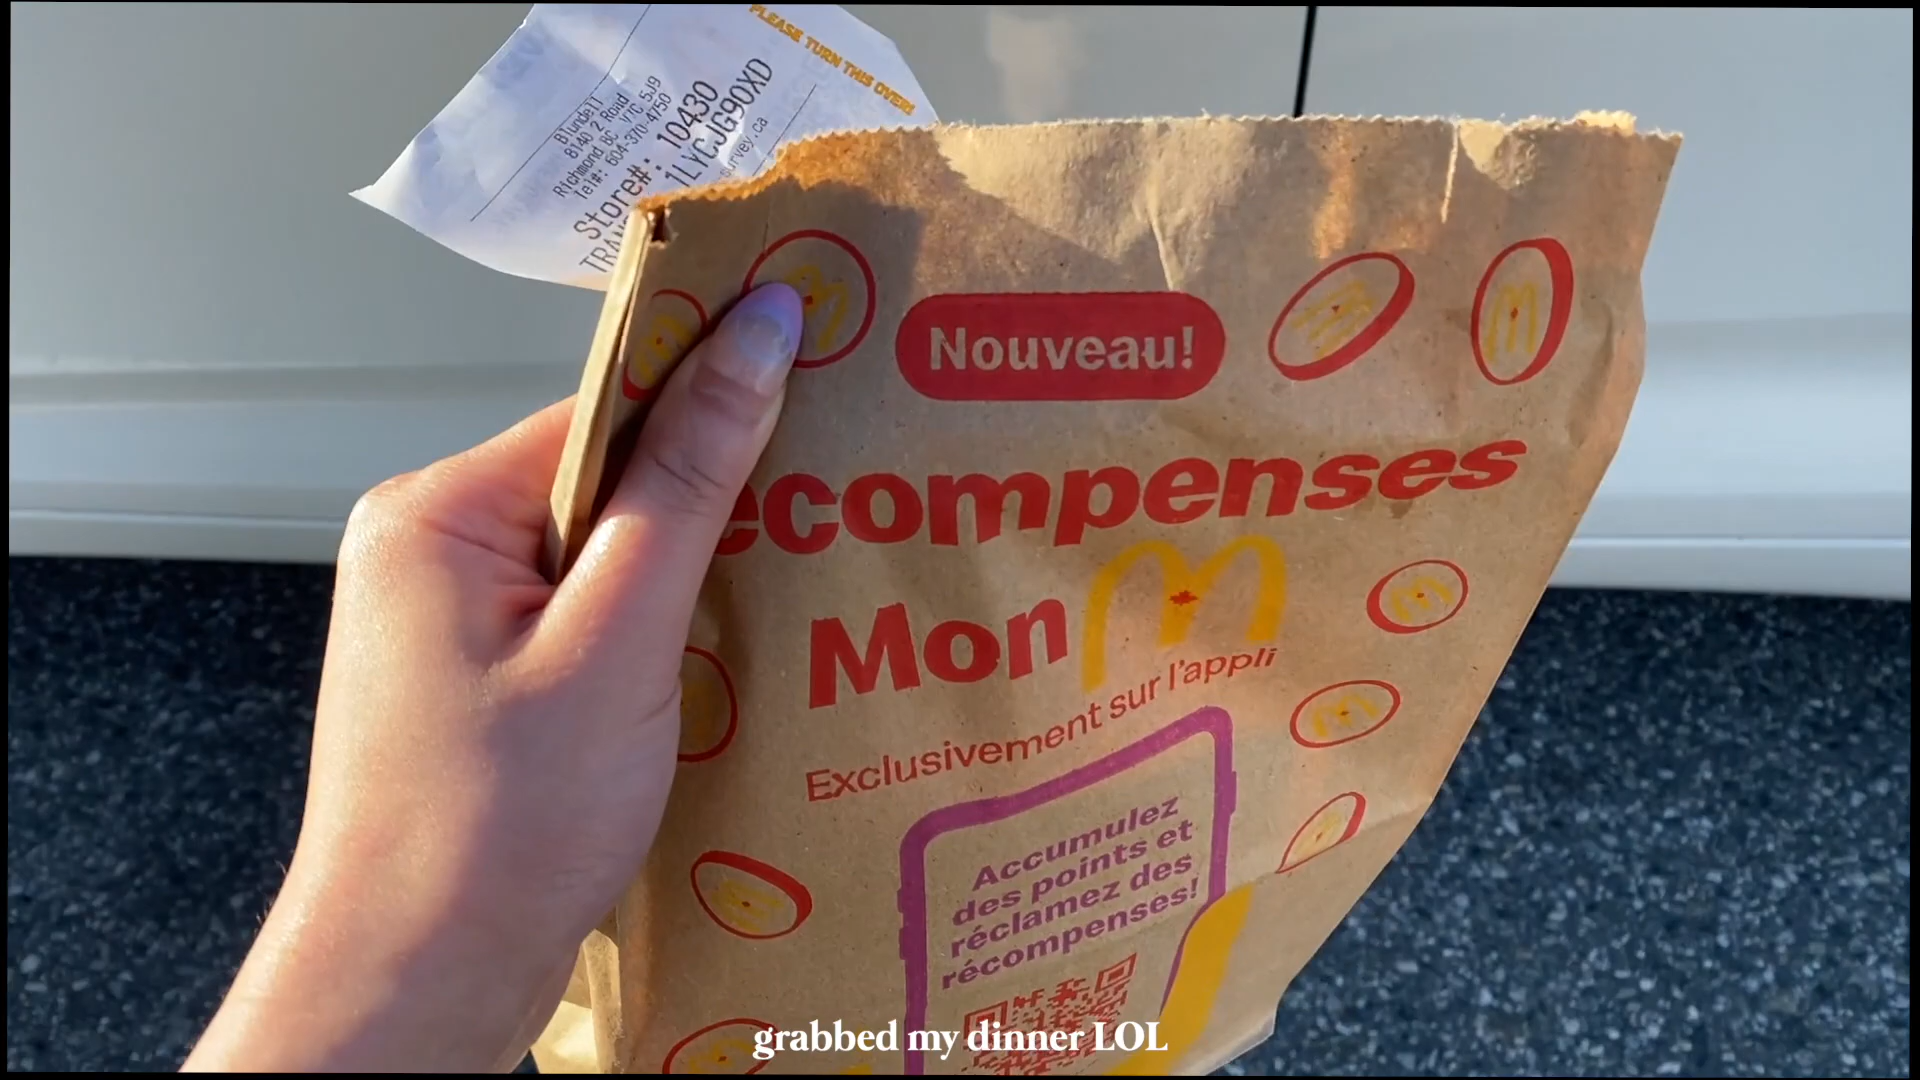 PLEASE TURN THIS OVER!
Blundell
8140 2 Road
Richmond BC V7C 5J9
Tel#: 604-370-4750
Store#: 10430
1LYCJG90XD
survey.ca
Nouveau!
écompenses
Mon
Exclusivement sur l'appli
Accumulez
des points et
réclamez des
récompenses!
grabbed my dinner LOL